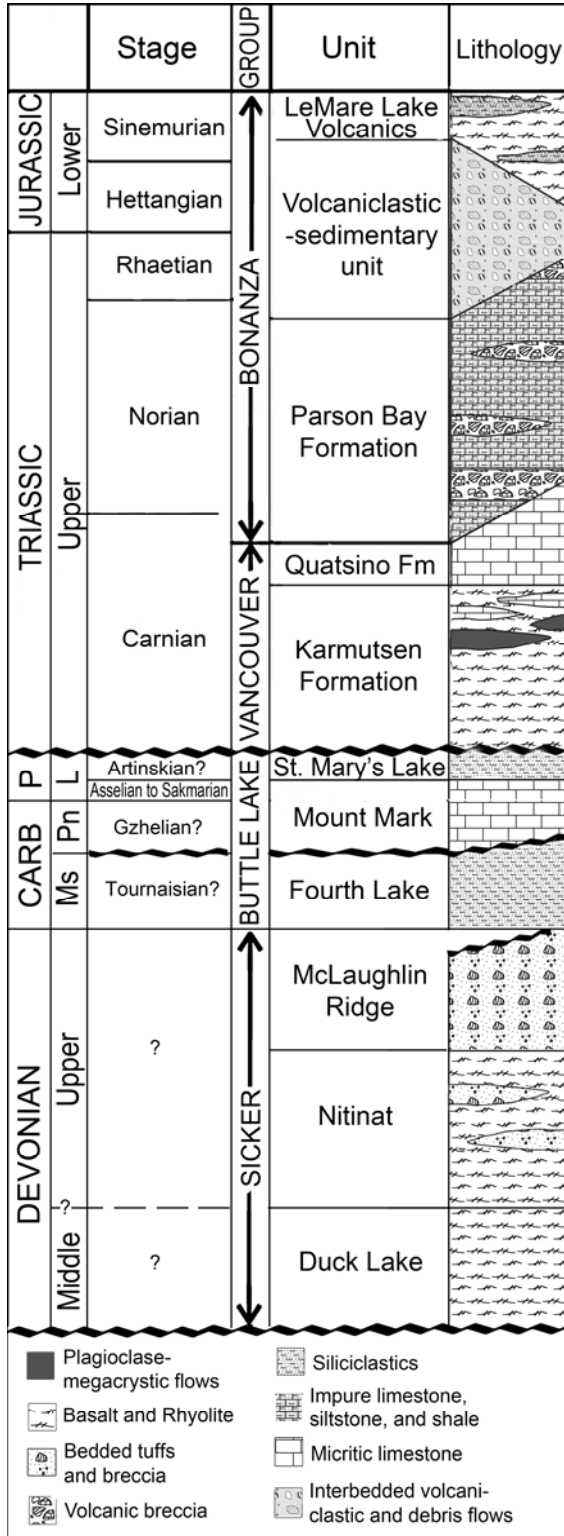 Stage
GROUP
Unit
Lithology
JURASSIC
Lower
Sinemurian
Hettangian
TRIASSIC
Upper
Rhaetian
Norian
Carnian
BONANZA
VANCOUVER
LeMare Lake
Volcanics
Volcaniclastic
-sedimentary
unit
Parson Bay
Formation
Quatsino Fm
Karmutsen
Formation
P
L
Artinskian?
Asselian to Sakmarian
CARB
Pn
Gzhelian?
Ms
Tournaisian?
BUTTLE LAKE
St. Mary's Lake
Mount Mark
Fourth Lake
DEVONIAN
Upper
?
?
Middle
?
SICKER
McLaughlin
Ridge
Nitinat
Duck Lake
Plagioclase-
megacrystic flows
Basalt and Rhyolite
Bedded tuffs
and breccia
Volcanic breccia
Siliciclastics
Impure limestone,
siltstone, and shale
Micritic limestone
Interbedded volcani-
clastic and debris flows